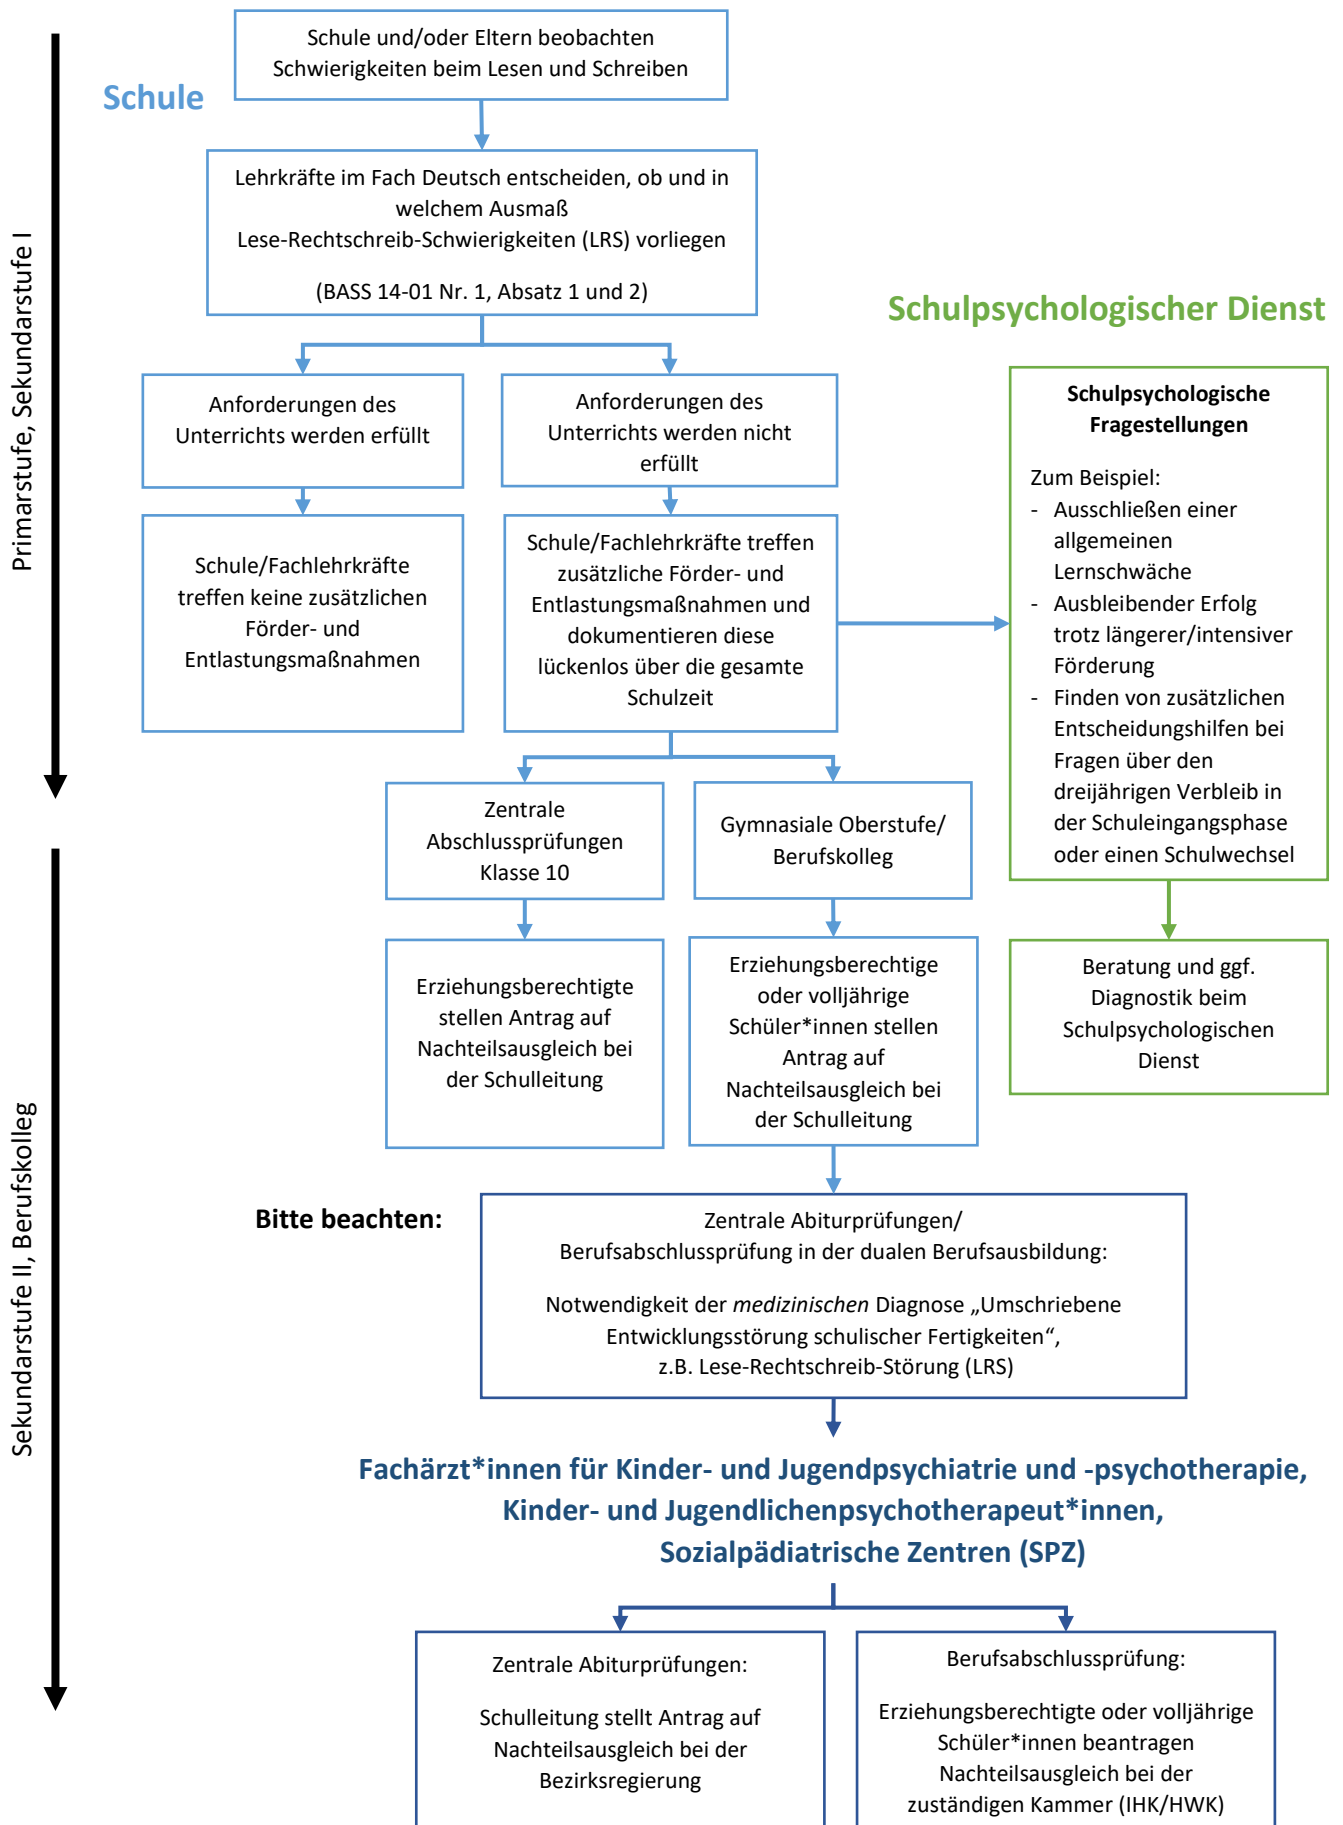 Schule und/oder Eltern beobachten
Schwierigkeiten beim Lesen und Schreiben
Schule
Lehrkräfte im Fach Deutsch entscheiden, ob und in
welchem Ausmaß
Lese-Rechtschreib-Schwierigkeiten (LRS) vorliegen
(BASS 14-01 Nr. 1, Absatz 1 und 2)
Primarstufe, Sekundarstufe I
Schulpsychologischer Dienst
Anforderungen des
Unterrichts werden erfüllt
Anforderungen des
Unterrichts werden nicht
erfüllt
Schule/Fachlehrkräfte
treffen keine zusätzlichen
Förder- und
Entlastungsmaßnahmen
Schule/Fachlehrkräfte treffen
zusätzliche Förder- und
Entlastungsmaßnahmen und
dokumentieren diese
lückenlos über die gesamte
Schulzeit
Schulpsychologische
Fragestellungen
Zum Beispiel:
- Ausschließen einer
allgemeinen
Lernschwäche
- Ausbleibender Erfolg
trotz längerer/intensiver
Förderung
- Finden von zusätzlichen
Entscheidungshilfen bei
Fragen über den
dreijährigen Verbleib in
der Schuleingangsphase
oder einen Schulwechsel
Zentrale
Abschlussprüfungen
Klasse 10
Gymnasiale Oberstufe/
Berufskolleg
Erziehungsberechtigte
stellen Antrag auf
Nachteilsausgleich bei
der Schulleitung
Erziehungsberechtige
oder volljährige
Schüler*innen stellen
Antrag auf
Nachteilsausgleich bei
der Schulleitung
Beratung und ggf.
Diagnostik beim
Schulpsychologischen
Dienst
Sekundarstufe II, Berufskolleg
Bitte beachten:
Zentrale Abiturprüfungen/
Berufsabschlussprüfung in der dualen Berufsausbildung:
Notwendigkeit der medizinischen Diagnose „Umschriebene
Entwicklungsstörung schulischer Fertigkeiten“,
z.B. Lese-Rechtschreib-Störung (LRS)
Fachärzt*innen für Kinder- und Jugendpsychiatrie und -psychotherapie,
Kinder- und Jugendlichenpsychotherapeut*innen,
Sozialpädiatrische Zentren (SPZ)
Zentrale Abiturprüfungen:
Schulleitung stellt Antrag auf
Nachteilsausgleich bei der
Bezirksregierung
Berufsabschlussprüfung:
Erziehungsberechtigte oder volljährige
Schüler*innen beantragen
Nachteilsausgleich bei der
zuständigen Kammer (IHK/HWK)